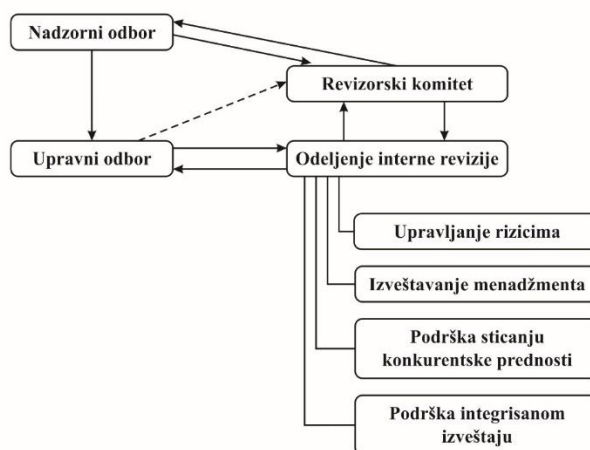 Nadzorni odbor
Revizorski komitet
Upravni odbor
Odeljenje interne revizije
Upravljanje rizicima
Izveštavanje menadžmenta
Podrška sticanju
konkurentske prednosti
Podrška integrisanom
izveštaju